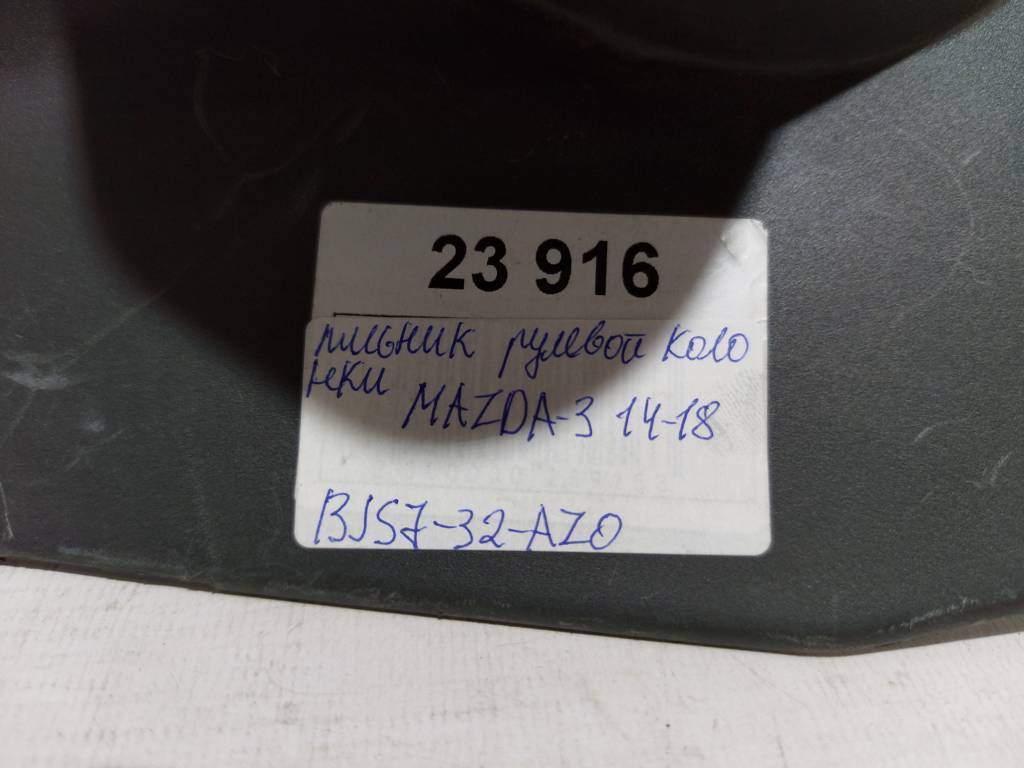 23 916
пыльник рулевой коло
нки
MAZDA-3 14-18
BJS7-32-AZ0